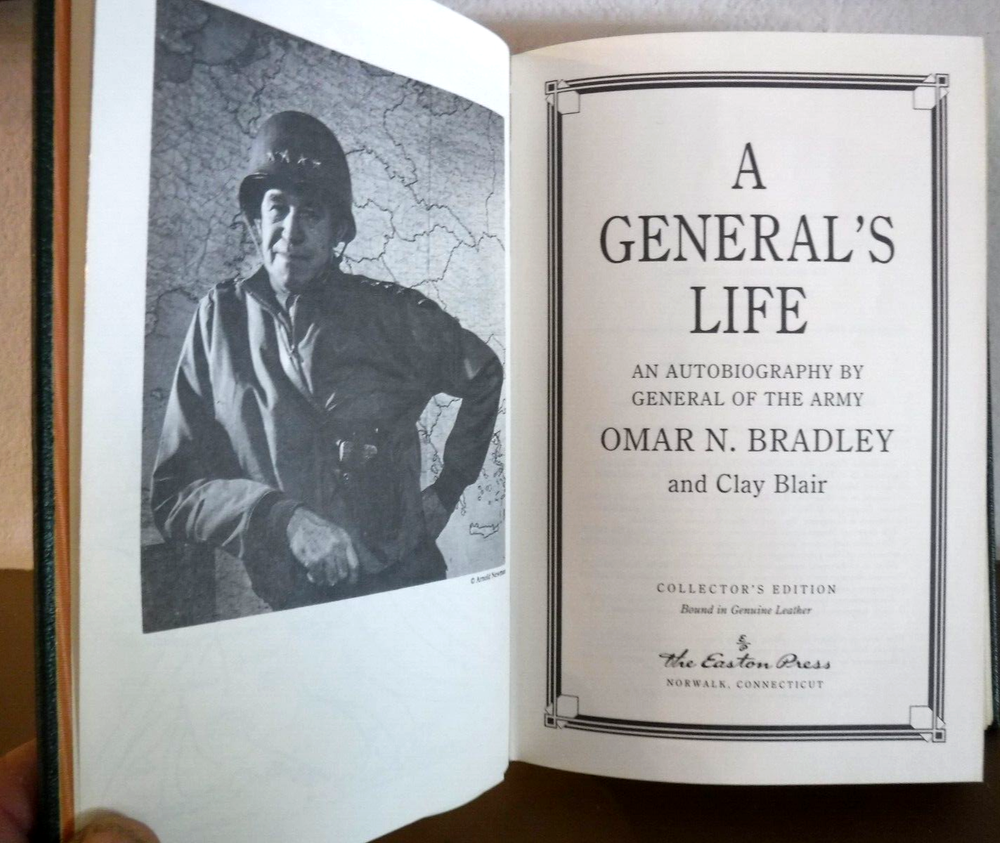 © Arnold
A
GENERAL'S
LIFE
AN AUTOBIOGRAPHY BY
GENERAL OF THE ARMY
OMAR N. BRADLEY
and Clay Blair
COLLECTOR'S EDITION
Bound in Genuine Leather
the Easton Press
NORWALK, CONNECTICUT